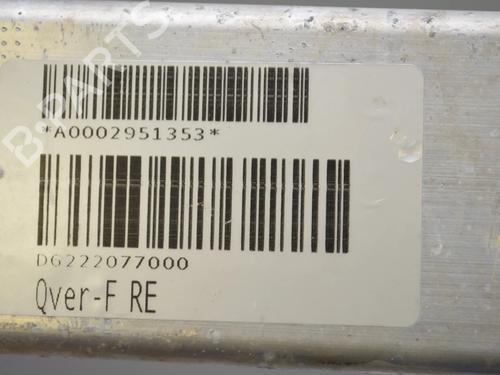 B-PARTS
*A0002951353*
DG222077000
Qver-F RE